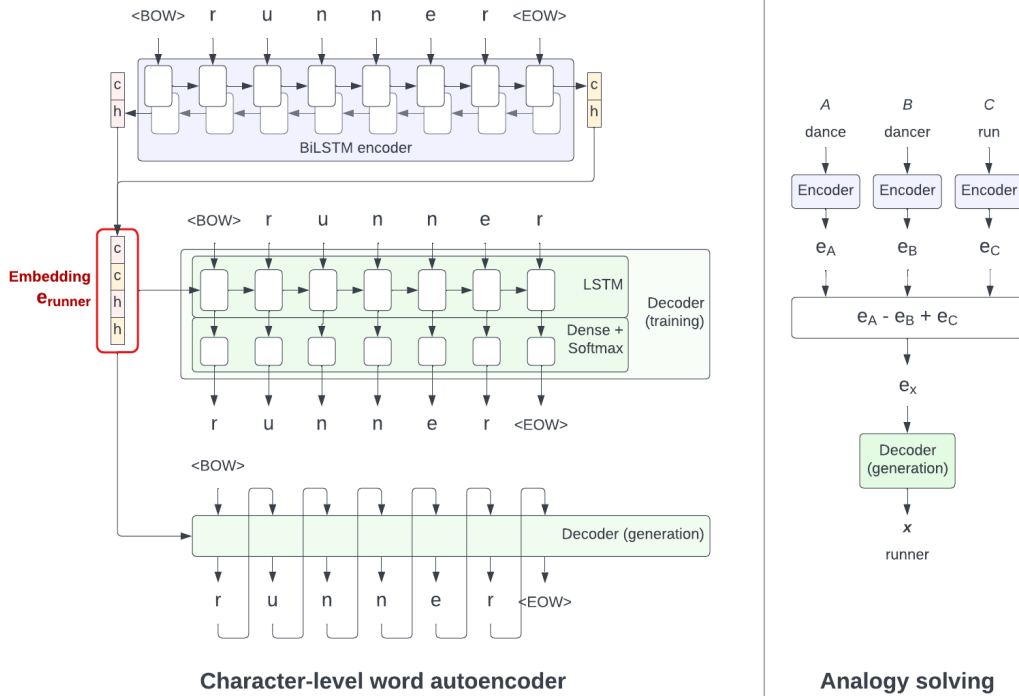 <BOW> r u n n e r <EOW>
c
h
c
h
BiLSTM encoder
<BOW> r u n n e r
c
c
h
h
Embedding
e_runner
LSTM
Dense +
Softmax
Decoder
(training)
r u n n e r <EOW>
<BOW>
Decoder (generation)
r u n n e r <EOW>
Character-level word autoencoder
A B C
dance dancer run
Encoder Encoder Encoder
e_A e_B e_C
e_A - e_B + e_C
e_x
Decoder
(generation)
x
runner
Analogy solving